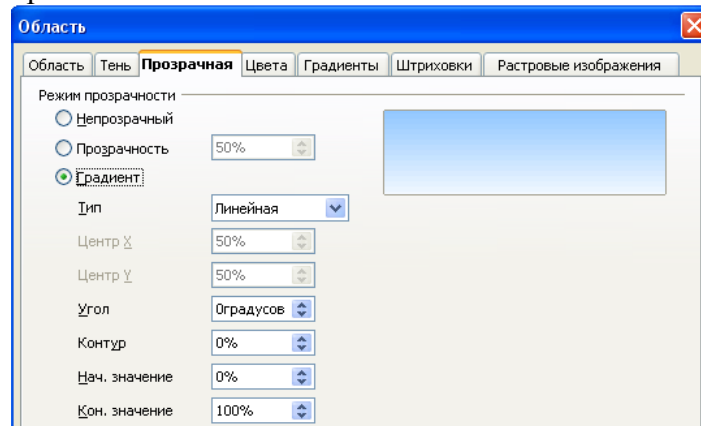 Область
Область Тень Прозрачная Цвета Градиенты Штриховки Растровые изображения
Режим прозрачности
Непрозрачный
Прозрачность 50%
Градиент
Тип Линейная
Центр X 50%
Центр Y 50%
Угол 0градусов
Контур 0%
Нач. значение 0%
Кон. значение 100%